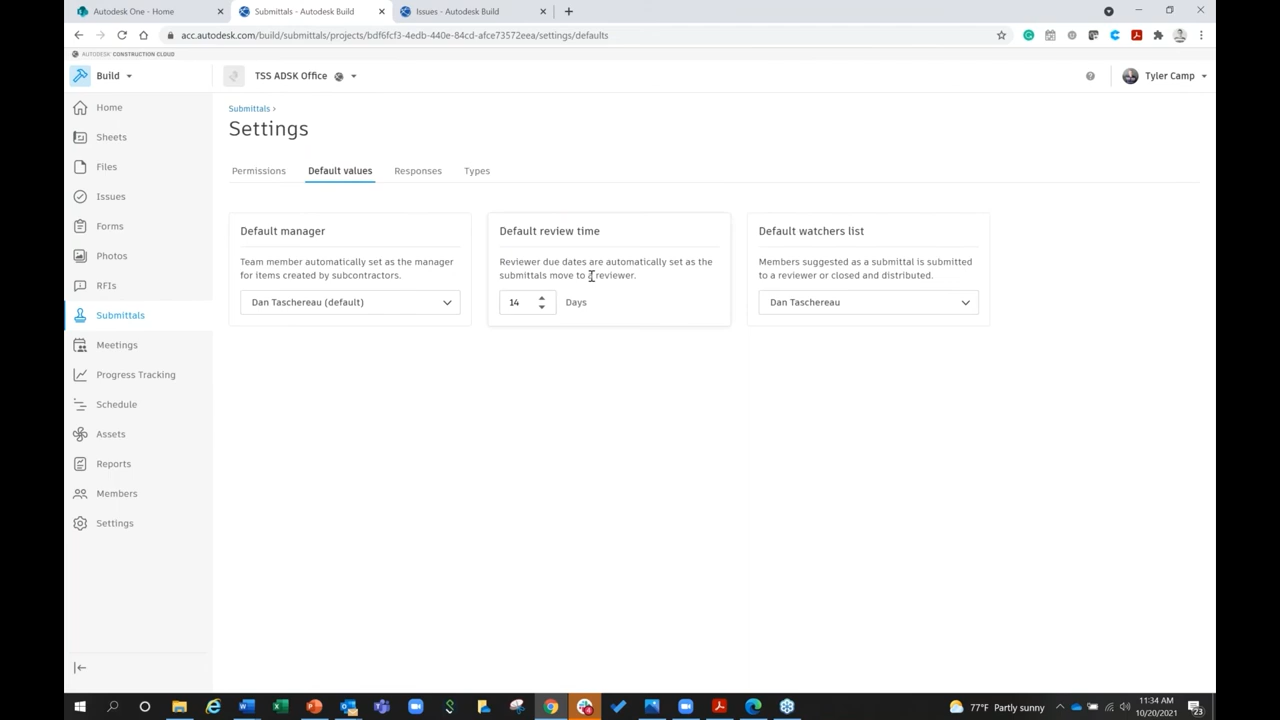 Autodesk One - Home
Submittals - Autodesk Build
Issues - Autodesk Build
acc.autodesk.com/build/submittals/projects/bdf6fcf3-4edb-440e-84cd-afce73572eea/settings/defaults
AUTODESK CONSTRUCTION CLOUD
Build
TSS ADSK Office
Tyler Camp
Home
Sheets
Files
Issues
Forms
Photos
RFIs
Submittals
Meetings
Progress Tracking
Schedule
Assets
Reports
Members
Settings
Submittals >
Settings
Permissions
Default values
Responses
Types
Default manager
Team member automatically set as the manager
for items created by subcontractors.
Dan Taschereau (default)
Default review time
Reviewer due dates are automatically set as the
submittals move to a reviewer.
14
Days
Default watchers list
Members suggested as a submittal is submitted
to a reviewer or closed and distributed.
Dan Taschereau
77°F Partly sunny
11:34 AM
10/20/2021
23